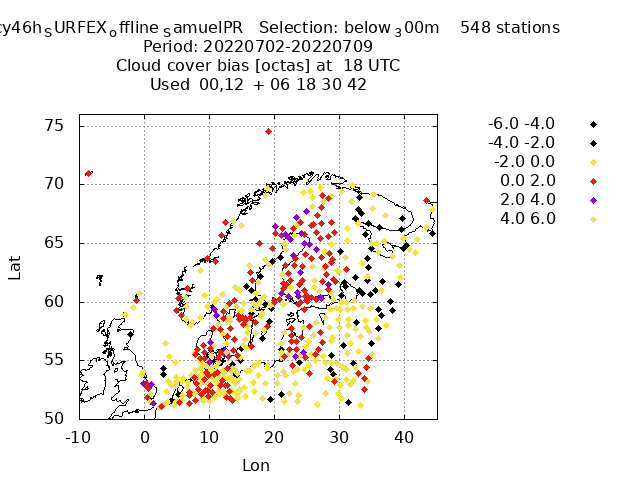 cy46h_SURFEX_offline_SamuelPR Selection: below_300m 548 stations
Period: 20220702-20220709
Cloud cover bias [octas] at 18 UTC
Used 00,12 + 06 18 30 42
-6.0 -4.0
-4.0 -2.0
-2.0 0.0
0.0 2.0
2.0 4.0
4.0 6.0
75
70
65
60
55
50
Lat
-10 0 10 20 30 40
Lon